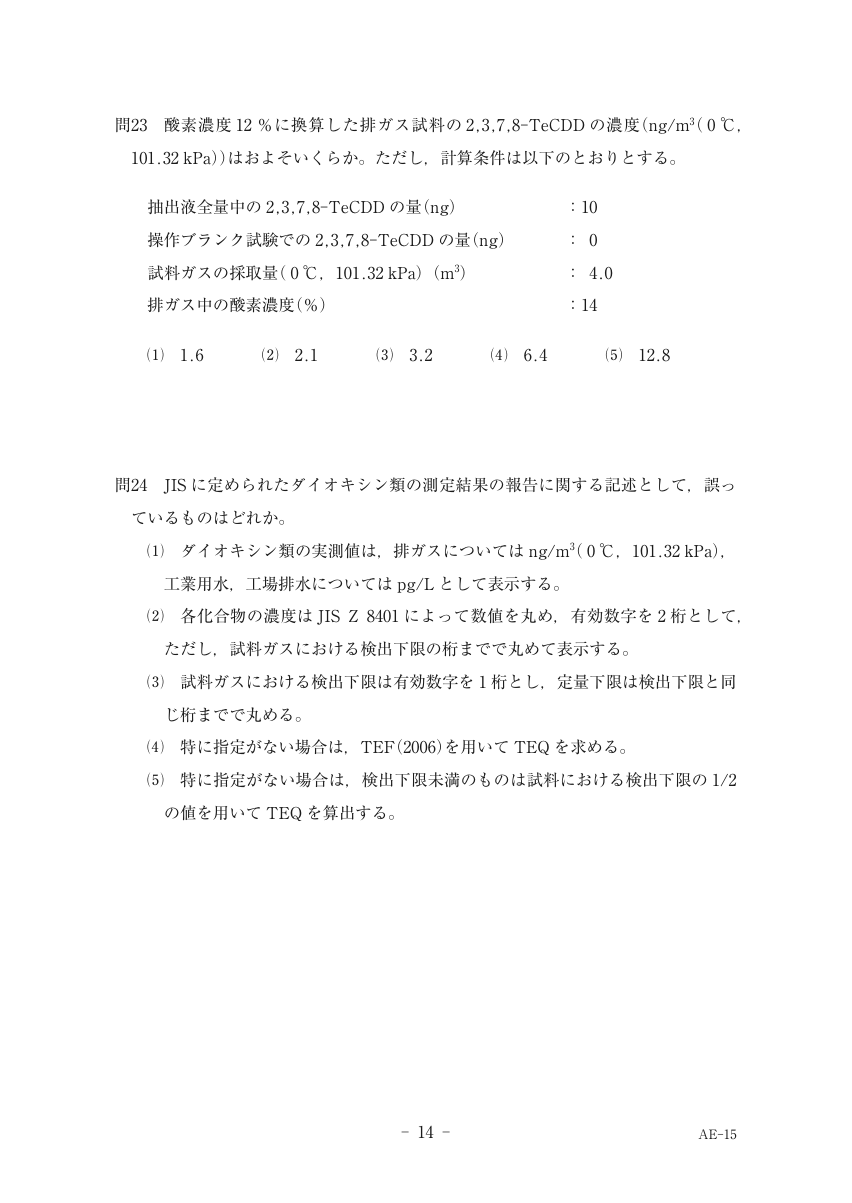 問23　酸素濃度 12 %に換算した排ガス試料の 2,3,7,8-TeCDD の濃度(ng/m³( 0 ℃,
101.32 kPa))はおよそいくらか。ただし，計算条件は以下のとおりとする。
抽出液全量中の 2,3,7,8-TeCDD の量(ng)　：10
操作ブランク試験での 2,3,7,8-TeCDD の量(ng)　： 0
試料ガスの採取量( 0 ℃，101.32 kPa)（m³）　： 4.0
排ガス中の酸素濃度(%)　：14
⑴　1.6　⑵　2.1　⑶　3.2　⑷　6.4　⑸　12.8
問24　JIS に定められたダイオキシン類の測定結果の報告に関する記述として，誤っ
ているものはどれか。
⑴　ダイオキシン類の実測値は，排ガスについては ng/m³( 0 ℃，101.32 kPa)，
工業用水，工場排水については pg/L として表示する。
⑵　各化合物の濃度は JIS Z 8401 によって数値を丸め，有効数字を 2 桁として，
ただし，試料ガスにおける検出下限の桁までで丸めて表示する。
⑶　試料ガスにおける検出下限は有効数字を 1 桁とし，定量下限は検出下限と同
じ桁までで丸める。
⑷　特に指定がない場合は，TEF(2006)を用いて TEQ を求める。
⑸　特に指定がない場合は，検出下限未満のものは試料における検出下限の 1/2
の値を用いて TEQ を算出する。
- 14 -
AE-15